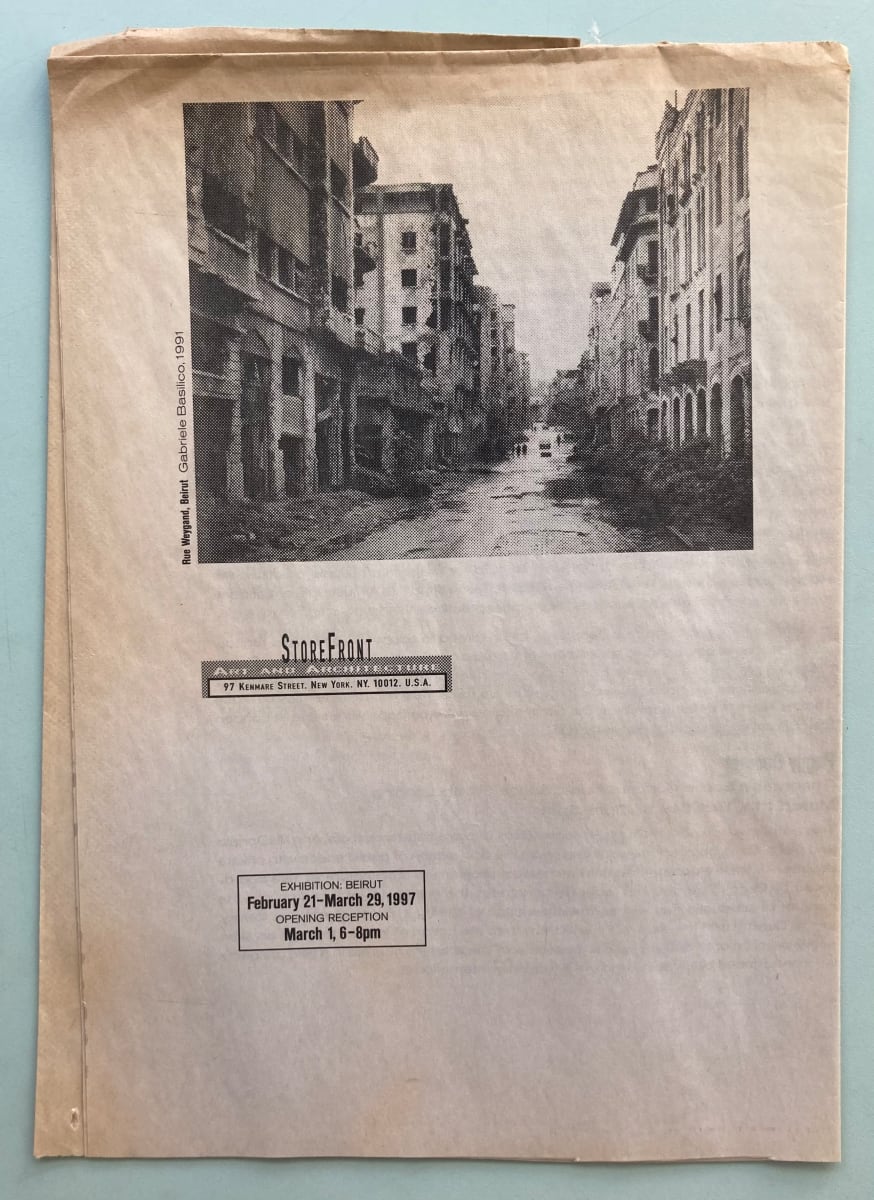 Rue Weygand, Beirut Gabriele Basilico, 1991
STOREFRONT
ART AND ARCHITECTURE
97 KENMARE STREET. NEW YORK. NY. 10012. U.S.A.
EXHIBITION: BEIRUT
February 21-March 29, 1997
OPENING RECEPTION
March 1, 6-8pm